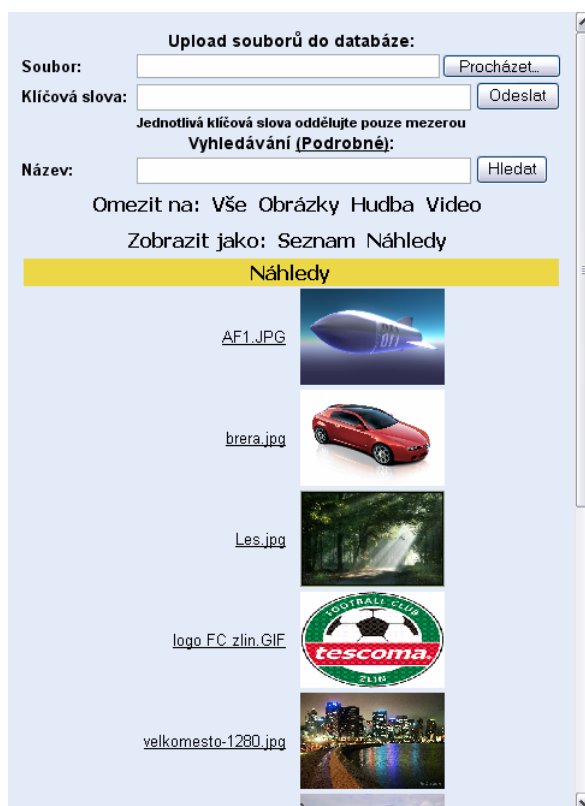 Upload souborů do databáze:
Soubor: Procházet...
Klíčová slova: Odeslat
Jednotlivá klíčová slova oddělujte pouze mezerou
Vyhledávání (Podrobné):
Název: Hledat
Omezit na: Vše Obrázky Hudba Video
Zobrazit jako: Seznam Náhledy
Náhledy
AF1.JPG
brera.jpg
Les.jpg
logo FC zlin.GIF
FOOTBALL CLUB
tescoma.
ZLIN
velkomesto-1280.jpg